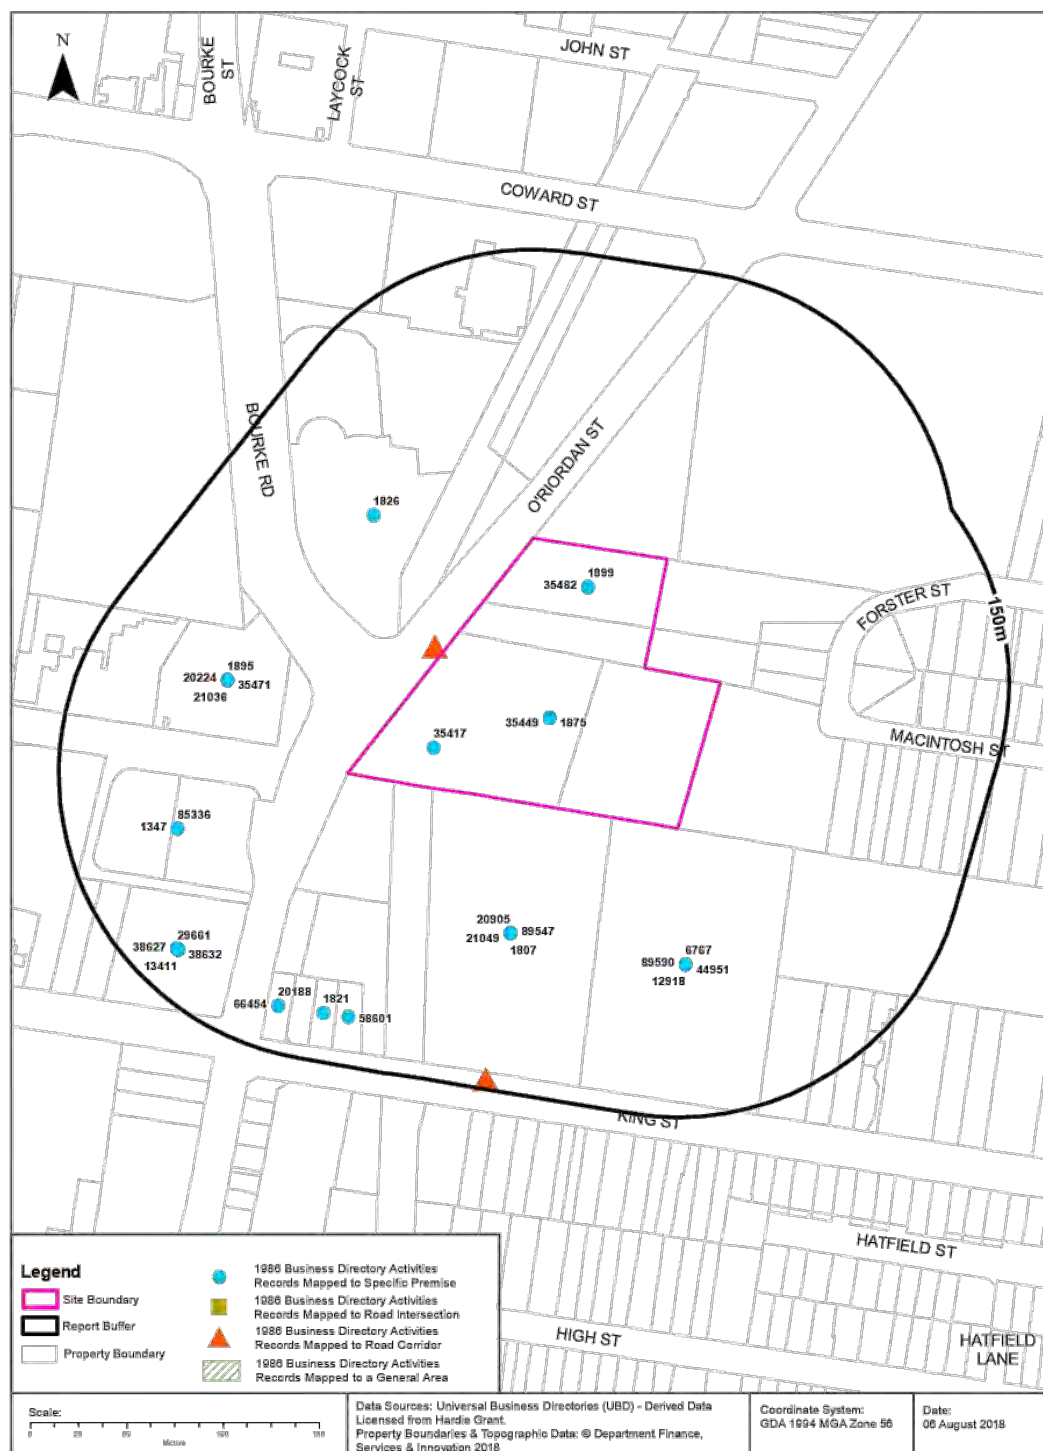 N
BOURKE
ST
LAYCOCK
ST
JOHN ST
COWARD ST
BOURKE RD
O'RIORDAN ST
1826
1899
35482
FORSTER ST
150m
1895
20224
35471
21036
35449
1875
35417
MACINTOSH ST
85336
1347
20905
89547
21049
1807
29661
38627
38632
13411
6767
89590
44951
12918
20188
1821
66454
58601
KING ST
HATFIELD ST
HIGH ST
HATFIELD
LANE
Legend
Site Boundary
Report Buffer
Property Boundary
1986 Business Directory Activities
Records Mapped to Specific Premise
1986 Business Directory Activities
Records Mapped to Road Intersection
1986 Business Directory Activities
Records Mapped to Road Corridor
1986 Business Directory Activities
Records Mapped to a General Area
Scale:
0
Metres
Data Sources: Universal Business Directories (UBD) - Derived Data
Licensed from Hardie Grant.
Property Boundaries & Topographic Data: © Department Finance,
Services & Innovation 2018
Coordinate System:
GDA 1994 MGA Zone 56
Date:
06 August 2018